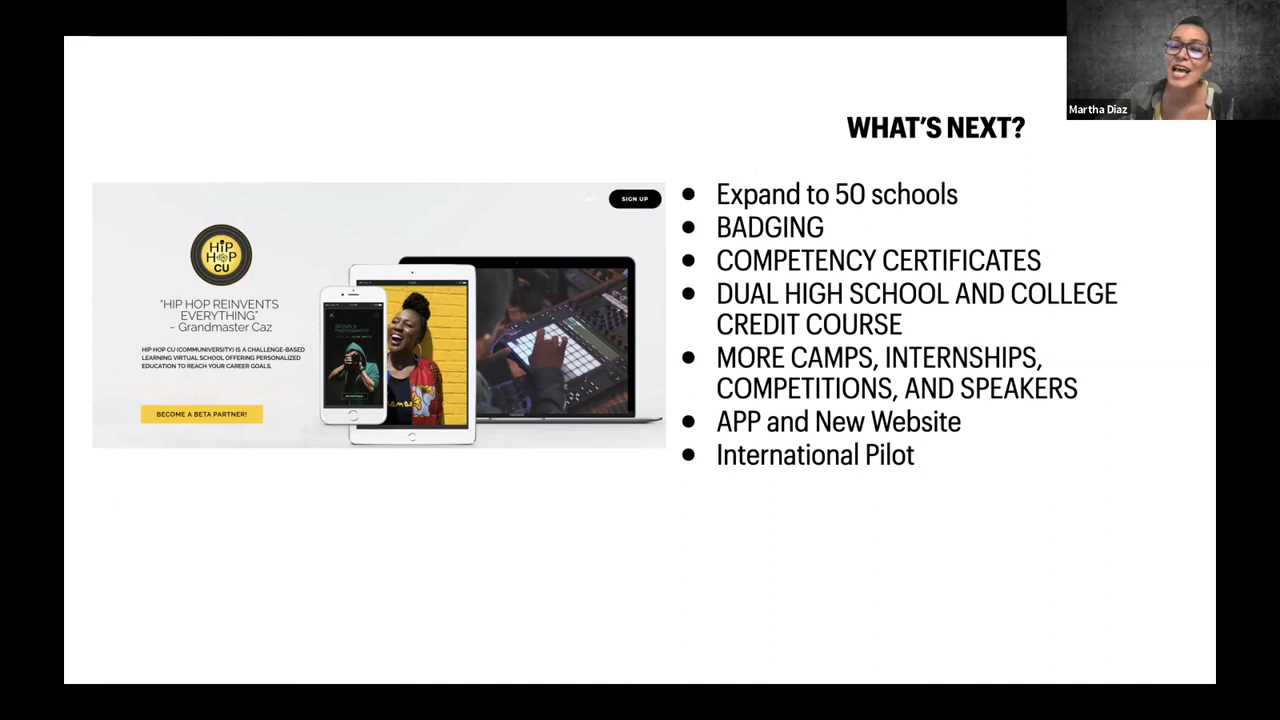 Martha Diaz
WHAT'S NEXT?
SIGN UP
HiP
HOP
CU
"HIP HOP REINVENTS
EVERYTHING"
~ Grandmaster Caz
HIP HOP CU (COMMUNIVERSITY) IS A CHALLENGE-BASED
LEARNING VIRTUAL SCHOOL OFFERING PERSONALIZED
EDUCATION TO REACH YOUR CAREER GOALS.
BECOME A BETA PARTNER!
DESIGN &
PHOTOGRAPHY
● Expand to 50 schools
● BADGING
● COMPETENCY CERTIFICATES
● DUAL HIGH SCHOOL AND COLLEGE
CREDIT COURSE
● MORE CAMPS, INTERNSHIPS,
COMPETITIONS, AND SPEAKERS
● APP and New Website
● International Pilot